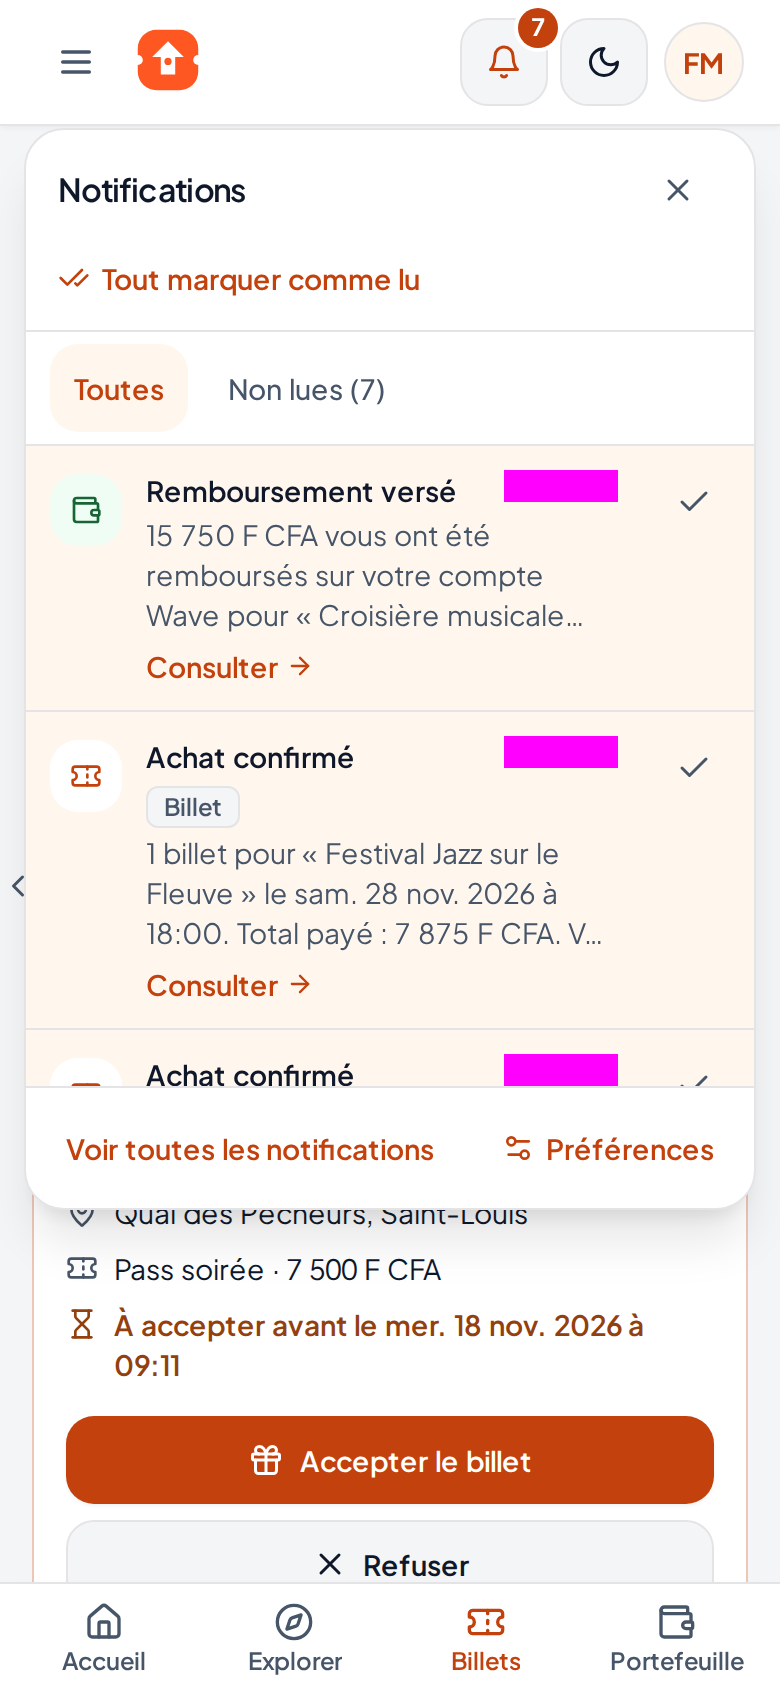 7
FM
Notifications
Tout marquer comme lu
Toutes
Non lues (7)
Remboursement versé
15 750 F CFA vous ont été
remboursés sur votre compte
Wave pour « Croisière musicale…
Consulter
Achat confirmé
Billet
1 billet pour « Festival Jazz sur le
Fleuve » le sam. 28 nov. 2026 à
18:00. Total payé : 7 875 F CFA. V…
Consulter
Achat confirmé
Voir toutes les notifications
Préférences
Quai des Pêcheurs, Saint-Louis
Pass soirée · 7 500 F CFA
À accepter avant le mer. 18 nov. 2026 à
09:11
Accepter le billet
Refuser
Accueil
Explorer
Billets
Portefeuille